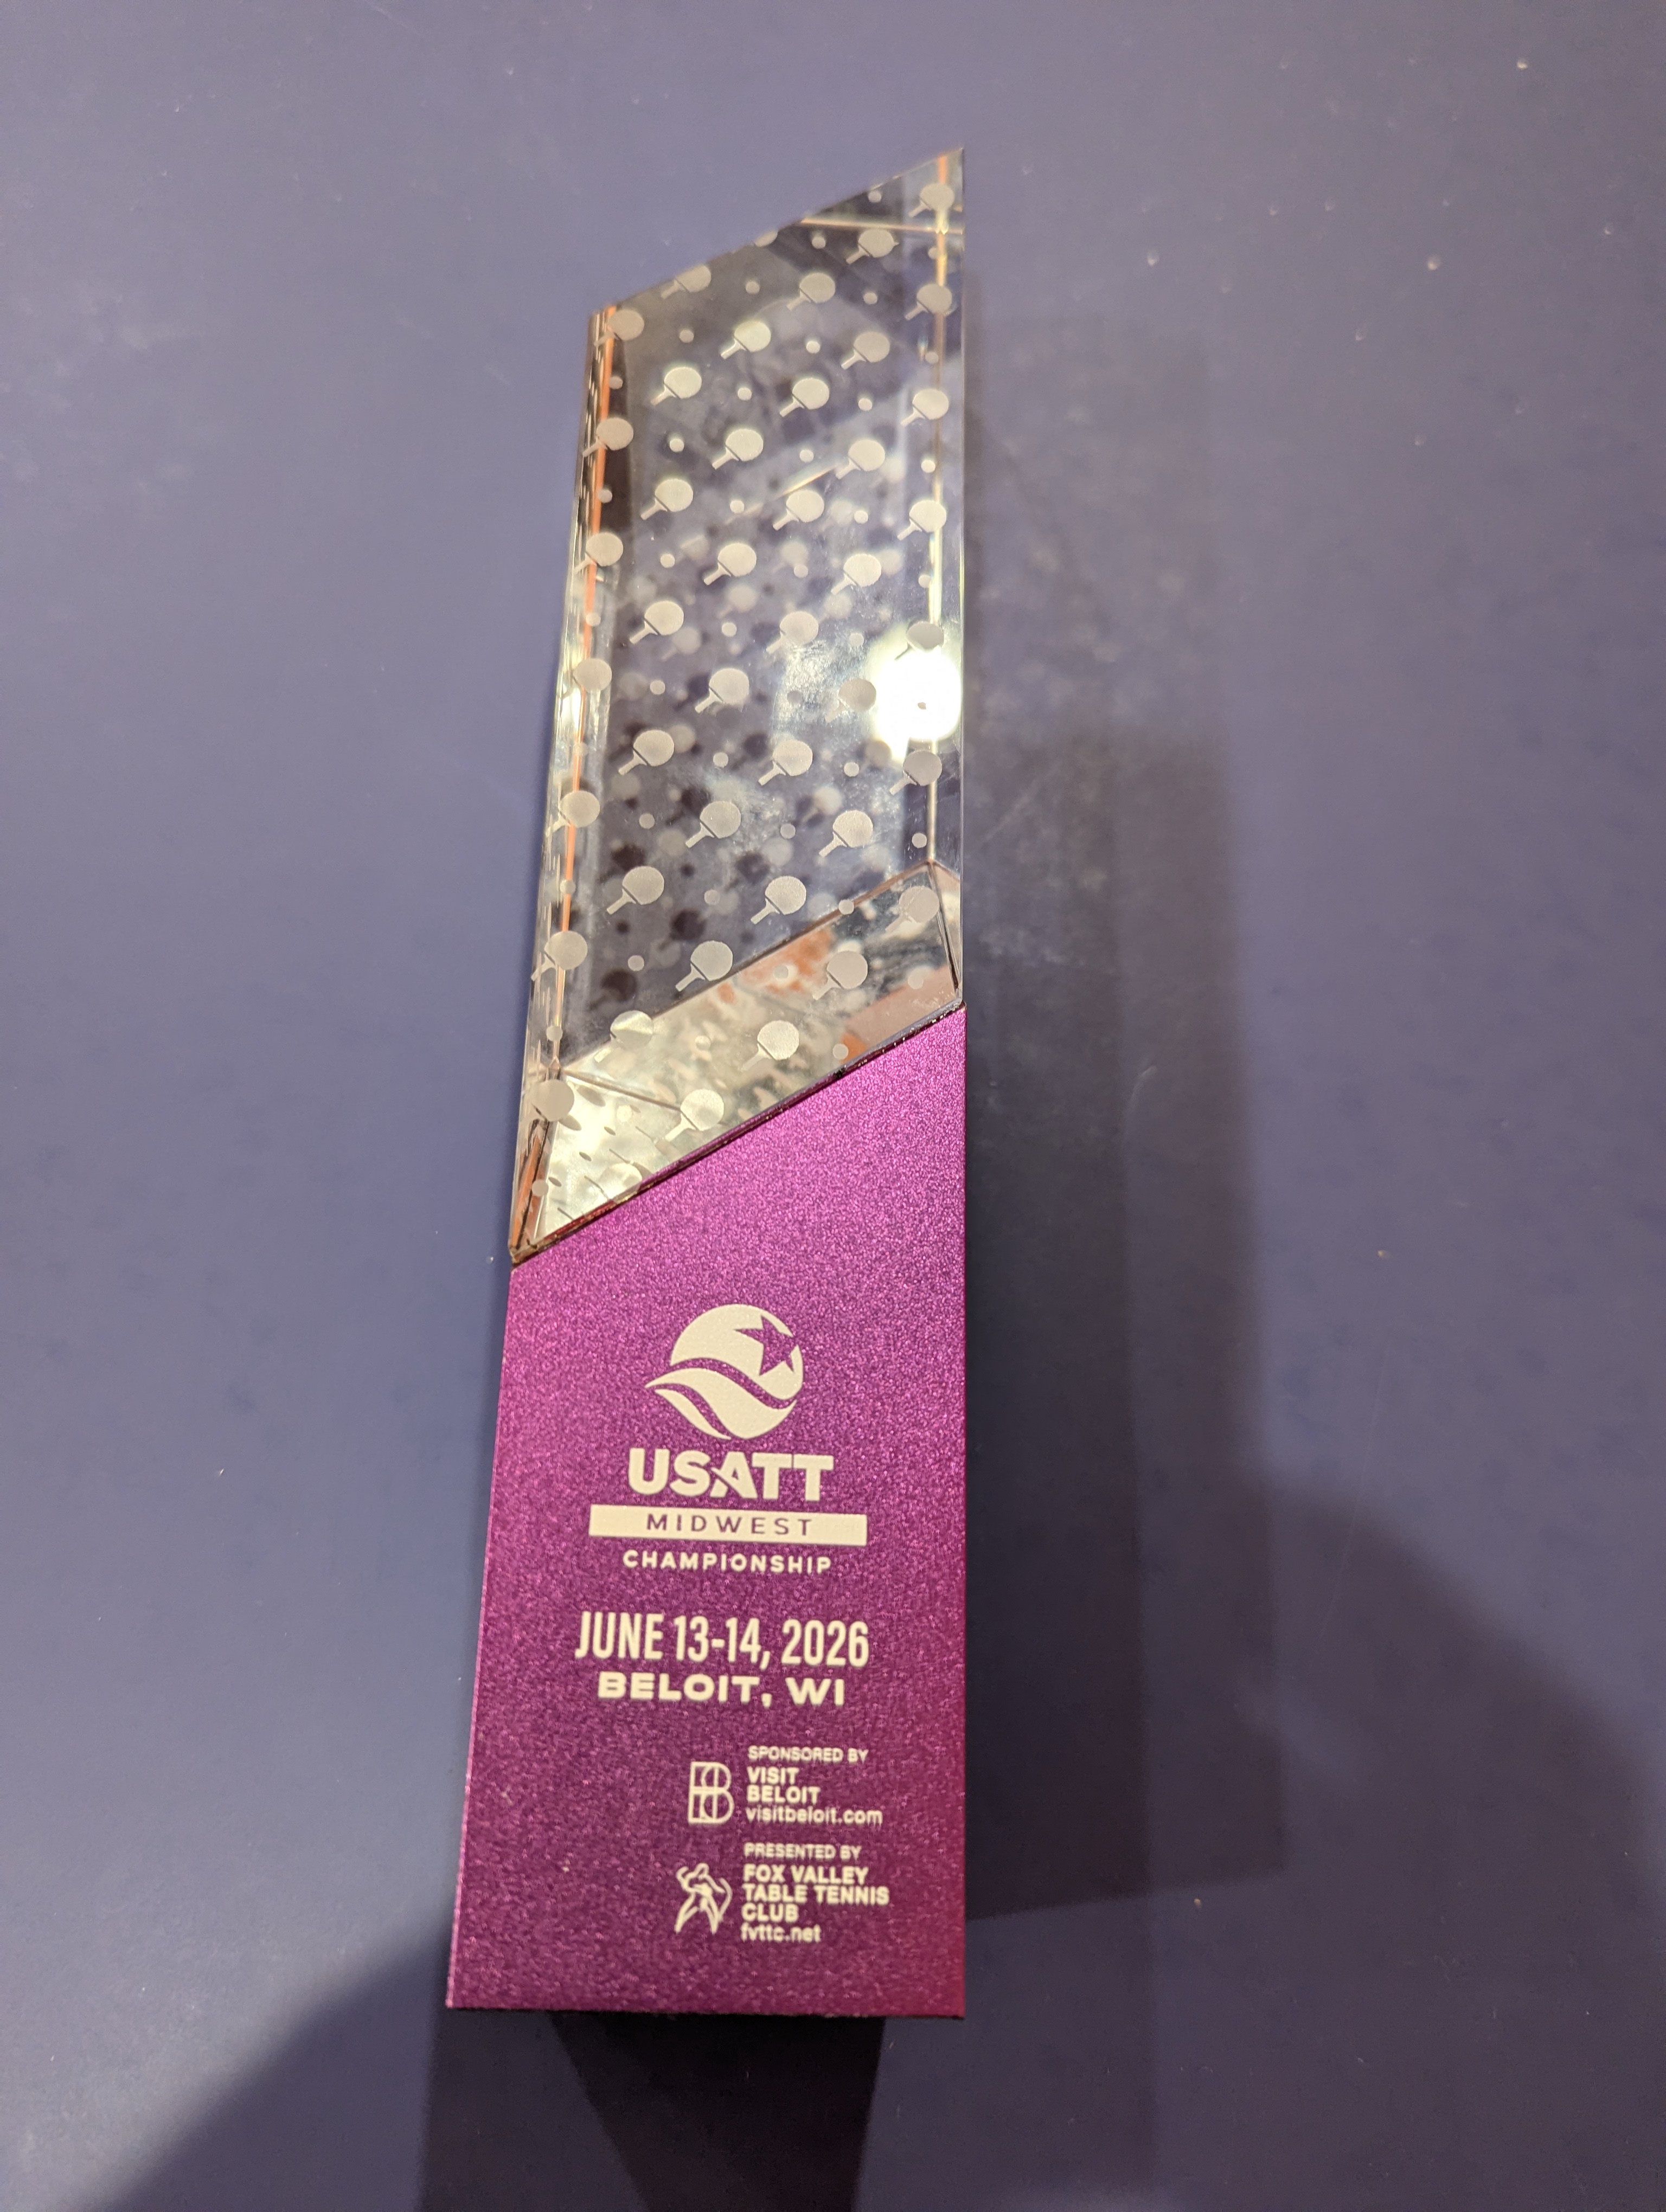 USATT
MIDWEST
CHAMPIONSHIP
JUNE 13-14, 2026
BELOIT, WI
SPONSORED BY
VISIT
BELOIT
visitbeloit.com
PRESENTED BY
FOX VALLEY
TABLE TENNIS
CLUB
fvttc.net